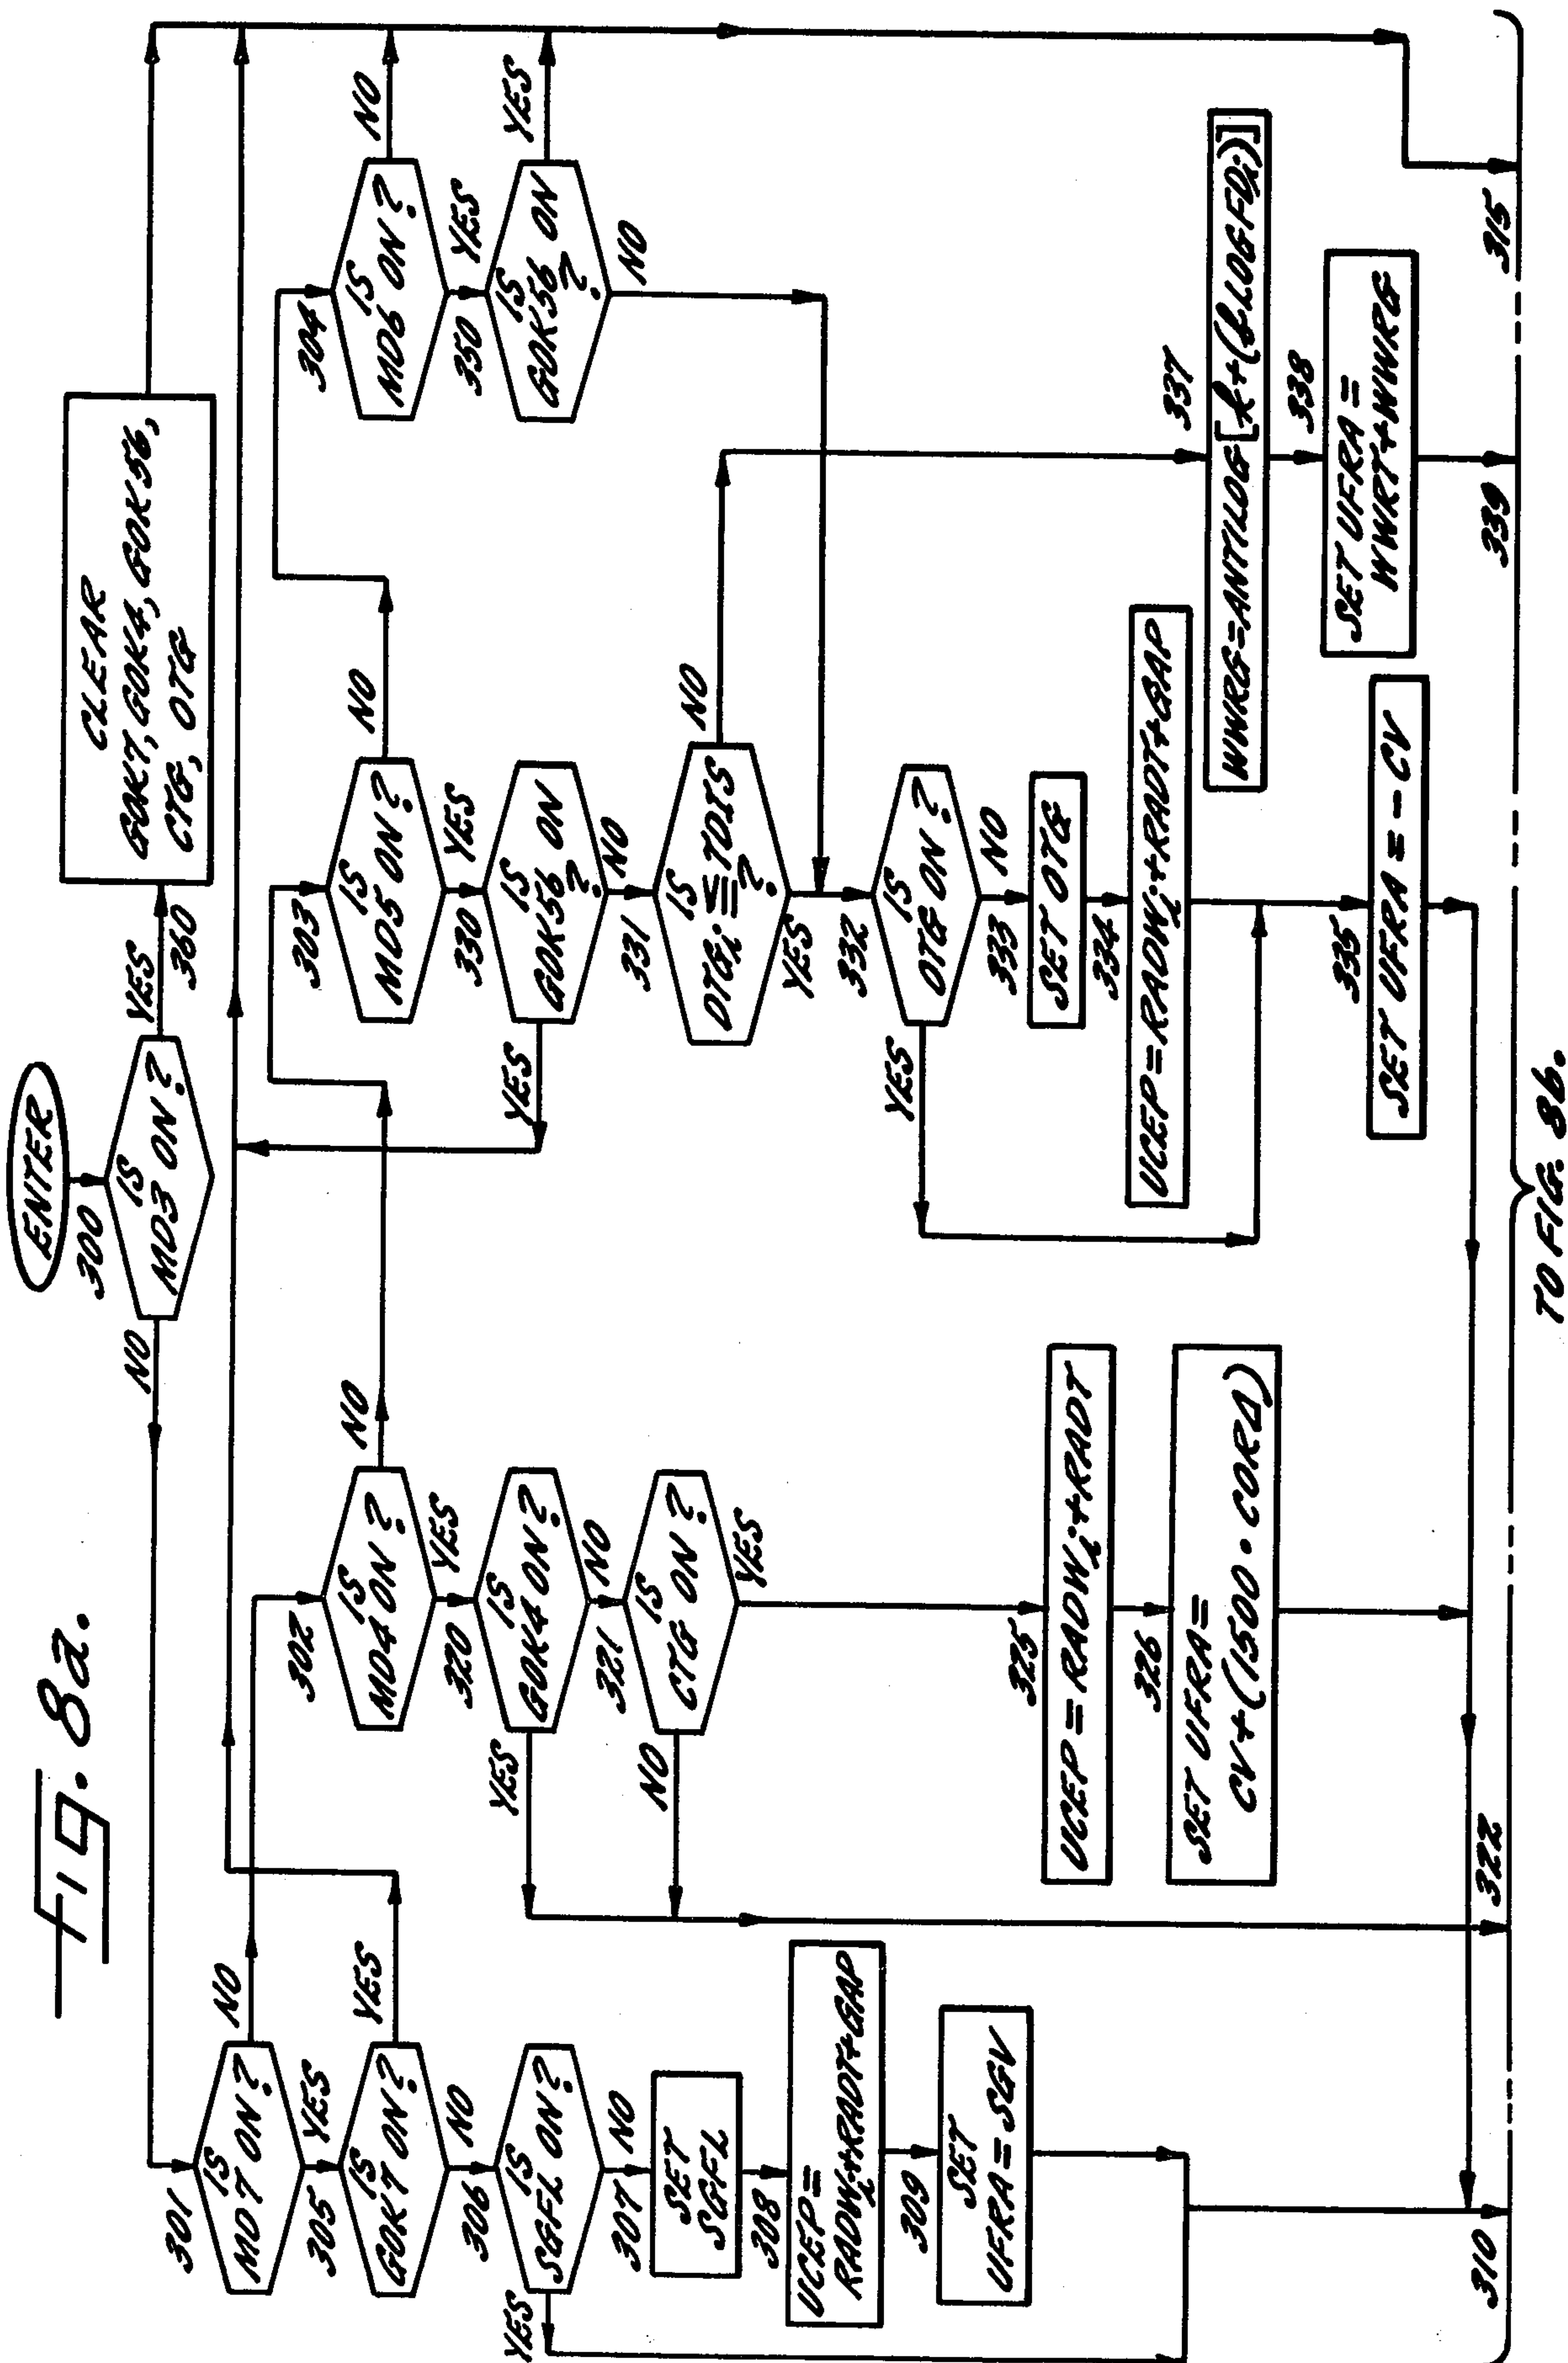 Fig. 8a.
ENTER
300
IS
MD3 ON?
NO
YES
360
CLEAR
GOK7, GOK4, GOK56,
CTG, OTG
301
IS
MD7 ON?
NO
YES
305
IS
GOK7 ON?
YES
NO
306
IS
SGFL ON?
YES
NO
307
SET
SGFL
308
UCEP=
RADWi+RADT+GAP
309
SET
UFRA=SGV
310
302
IS
MD4 ON?
NO
YES
320
IS
GOK4 ON?
YES
NO
321
IS
CTG ON?
NO
YES
325
UCEP=RADWi+RADT
326
SET UFRA=
CV+(1500·COR4)
322
303
IS
MD5 ON?
NO
YES
330
IS
GOK56 ON
?
YES
NO
331
IS
OTGi≦TDIS
?
NO
YES
332
IS
OTG ON?
YES
NO
333
SET OTG
334
UCEP=RADWi+RADT+GAP
335
SET UFRA=-CV
304
IS
MD6 ON?
NO
YES
350
IS
GOK56 ON
?
YES
NO
337
338
SET UFRA=
WWRT+WWRG
339
315
TO FIG. 8b.